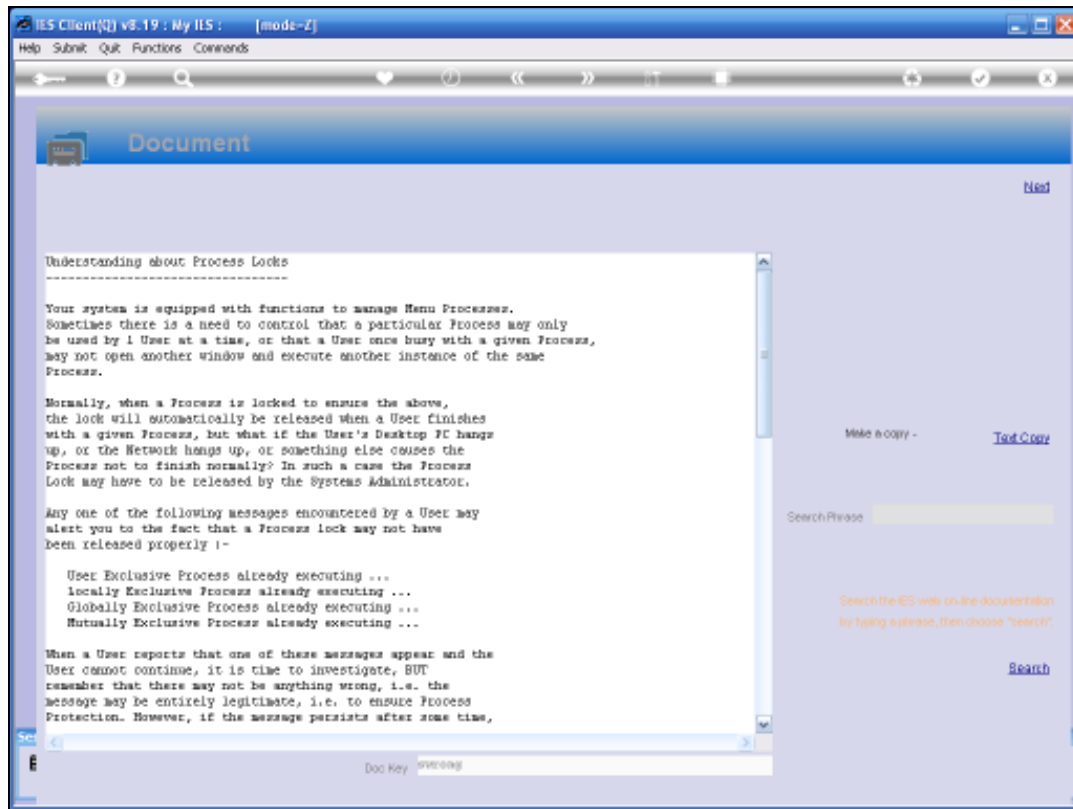 IES Client(Q) v8.19 : My IES : [mode=Z]
Help Submit Quit Functions Commands
Document
Next
Understanding about Process Locks
---------------------------------
Your system is equipped with functions to manage Menu Processes.
Sometimes there is a need to control that a particular Process may only
be used by 1 User at a time, or that a User once busy with a given Process,
may not open another window and execute another instance of the same
Process.
Normally, when a Process is locked to ensure the above,
the lock will automatically be released when a User finishes
with a given Process, but what if the User's Desktop PC hangs
up, or the Network hangs up, or something else causes the
Process not to finish normally? In such a case the Process
Lock may have to be released by the Systems Administrator.
Any one of the following messages encountered by a User may
alert you to the fact that a Process lock may not have
been released properly :-
User Exclusive Process already executing ...
Locally Exclusive Process already executing ...
Globally Exclusive Process already executing ...
Mutually Exclusive Process already executing ...
When a User reports that one of these messages appear and the
User cannot continue, it is time to investigate, BUT
remember that there may not be anything wrong, i.e. the
message may be entirely legitimate, i.e. to ensure Process
Protection. However, if the message persists after some time,
Make a copy -
Text Copy
Search Phrase
Search the IES web on-line documentation
by typing a phrase, then choose "search".
Search
Doc Key